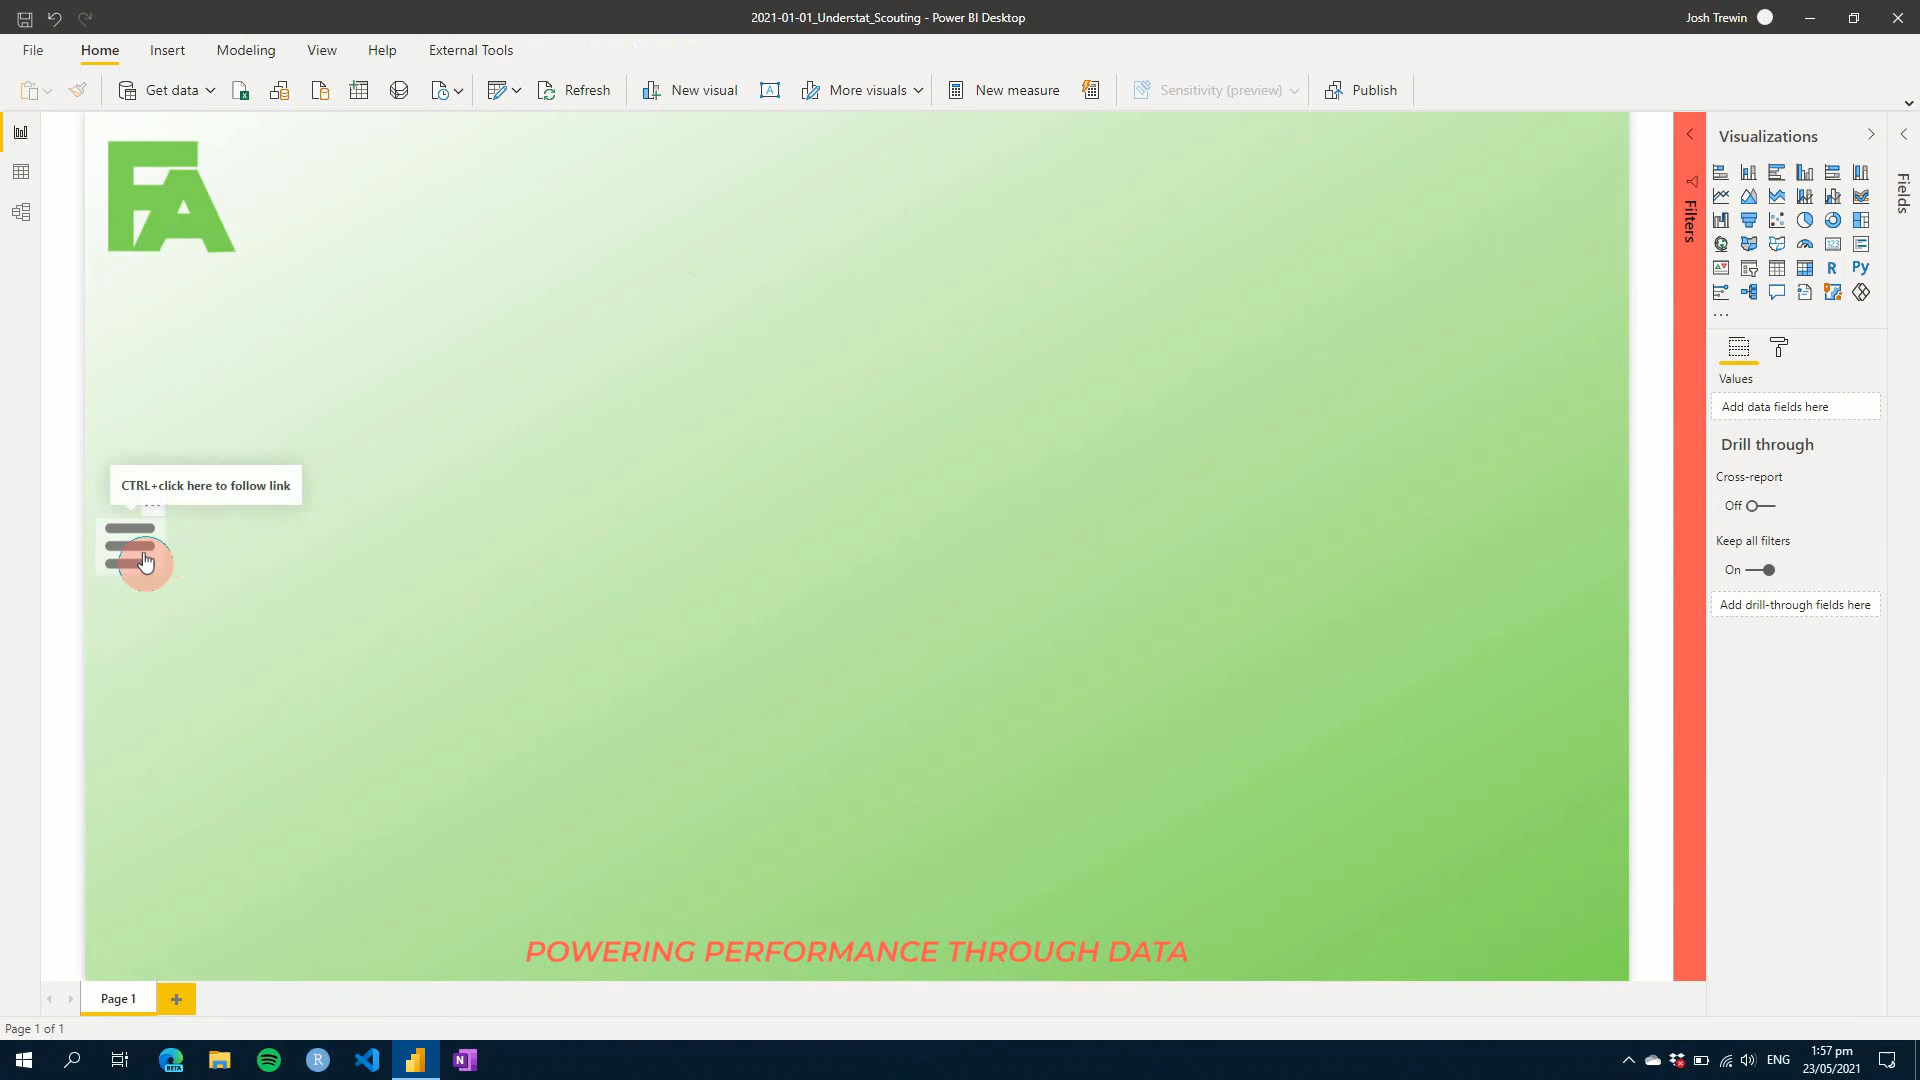 2021-01-01_Understat_Scouting - Power BI Desktop
Josh Trewin
File
Home
Insert
Modeling
View
Help
External Tools
Get data
Refresh
New visual
More visuals
New measure
Sensitivity (preview)
Publish
FA
Filters
Visualizations
Fields
R
Py
123
A
Values
Add data fields here
Drill through
Cross-report
Off
Keep all filters
On
Add drill-through fields here
CTRL+click here to follow link
POWERING PERFORMANCE THROUGH DATA
Page 1
Page 1 of 1
BETA
R
N
ENG
1:57 pm
23/05/2021